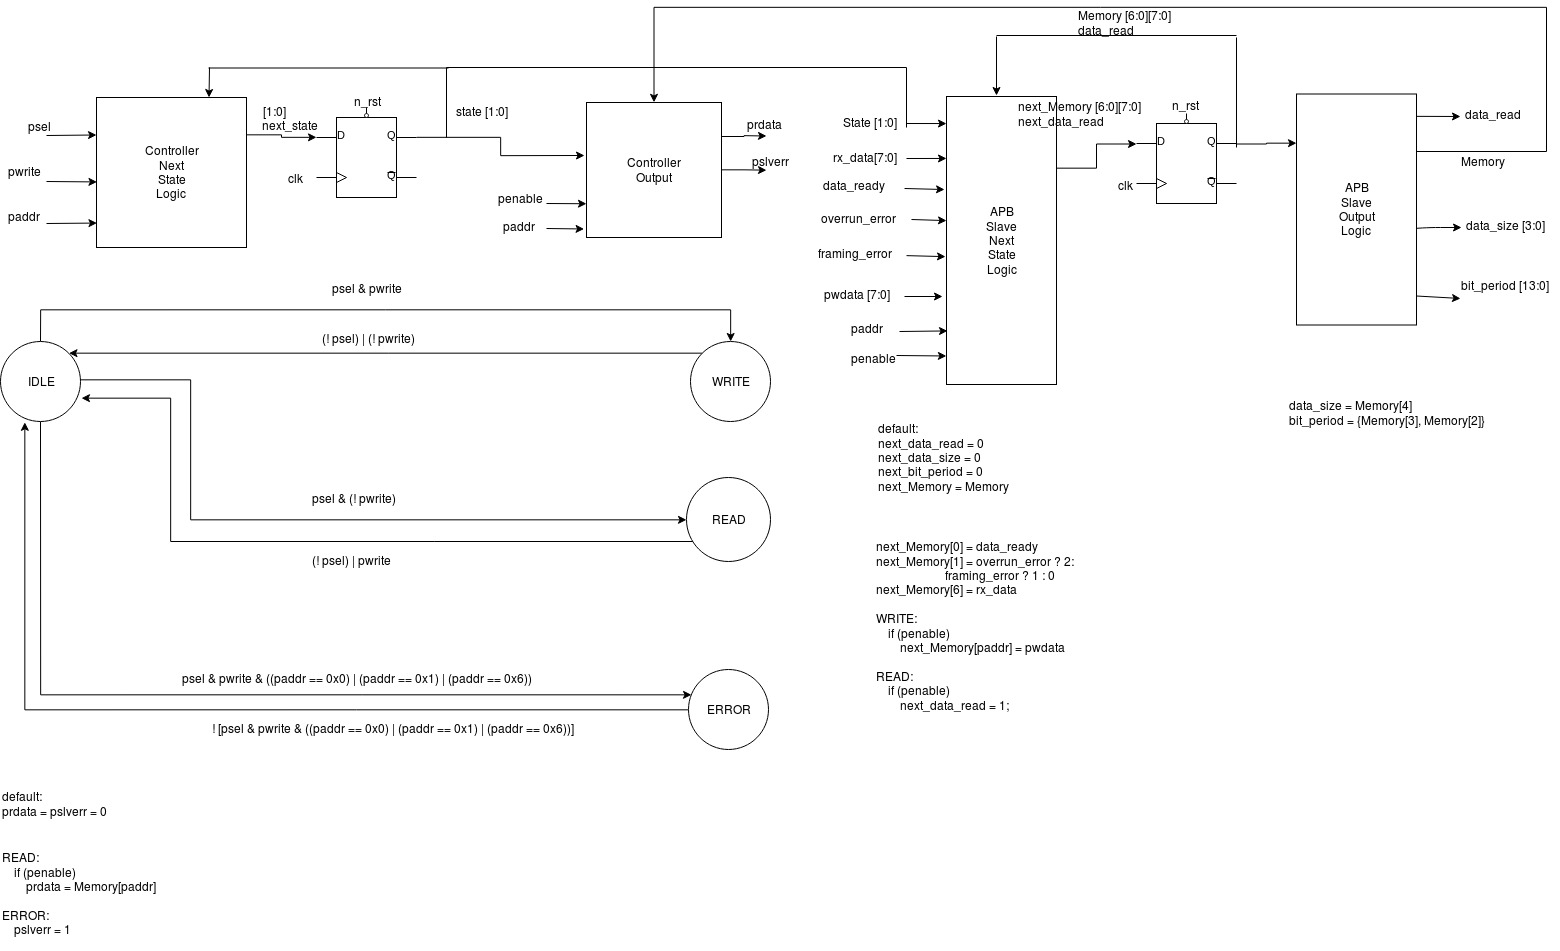 Memory [6:0][7:0]
data_read
psel
pwrite
paddr
Controller
Next
State
Logic
[1:0]
next_state
n_rst
D
Q
Q
clk
state [1:0]
penable
paddr
Controller
Output
prdata
pslverr
State [1:0]
rx_data[7:0]
data_ready
overrun_error
framing_error
pwdata [7:0]
paddr
penable
APB
Slave
Next
State
Logic
next_Memory [6:0][7:0]
next_data_read
n_rst
D
Q
Q
clk
APB
Slave
Output
Logic
data_read
Memory
data_size [3:0]
bit_period [13:0]
psel & pwrite
(! psel) | (! pwrite)
IDLE
WRITE
psel & (! pwrite)
READ
(! psel) | pwrite
psel & pwrite & ((paddr == 0x0) | (paddr == 0x1) | (paddr == 0x6))
ERROR
! [psel & pwrite & ((paddr == 0x0) | (paddr == 0x1) | (paddr == 0x6))]
data_size = Memory[4]
bit_period = {Memory[3], Memory[2]}
default:
next_data_read = 0
next_data_size = 0
next_bit_period = 0
next_Memory = Memory
next_Memory[0] = data_ready
next_Memory[1] = overrun_error ? 2:
framing_error ? 1 : 0
next_Memory[6] = rx_data
WRITE:
if (penable)
next_Memory[paddr] = pwdata
READ:
if (penable)
next_data_read = 1;
default:
prdata = pslverr = 0
READ:
if (penable)
prdata = Memory[paddr]
ERROR:
pslverr = 1